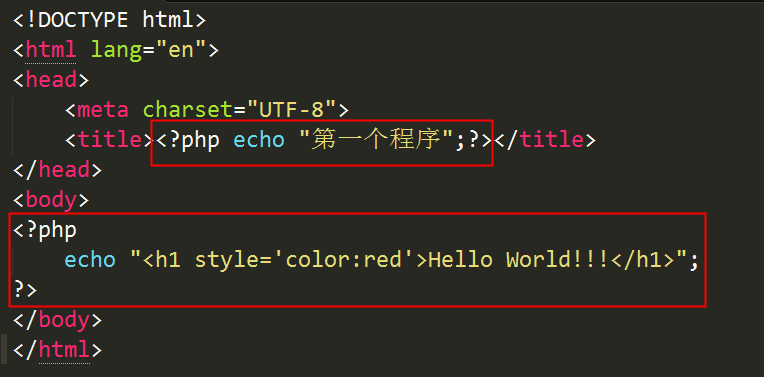 <!DOCTYPE html>
<html lang="en">
<head>
    <meta charset="UTF-8">
    <title><?php echo "第一个程序";?></title>
</head>
<body>
<?php
    echo "<h1 style='color:red'>Hello World!!!</h1>";
?>
</body>
</html>